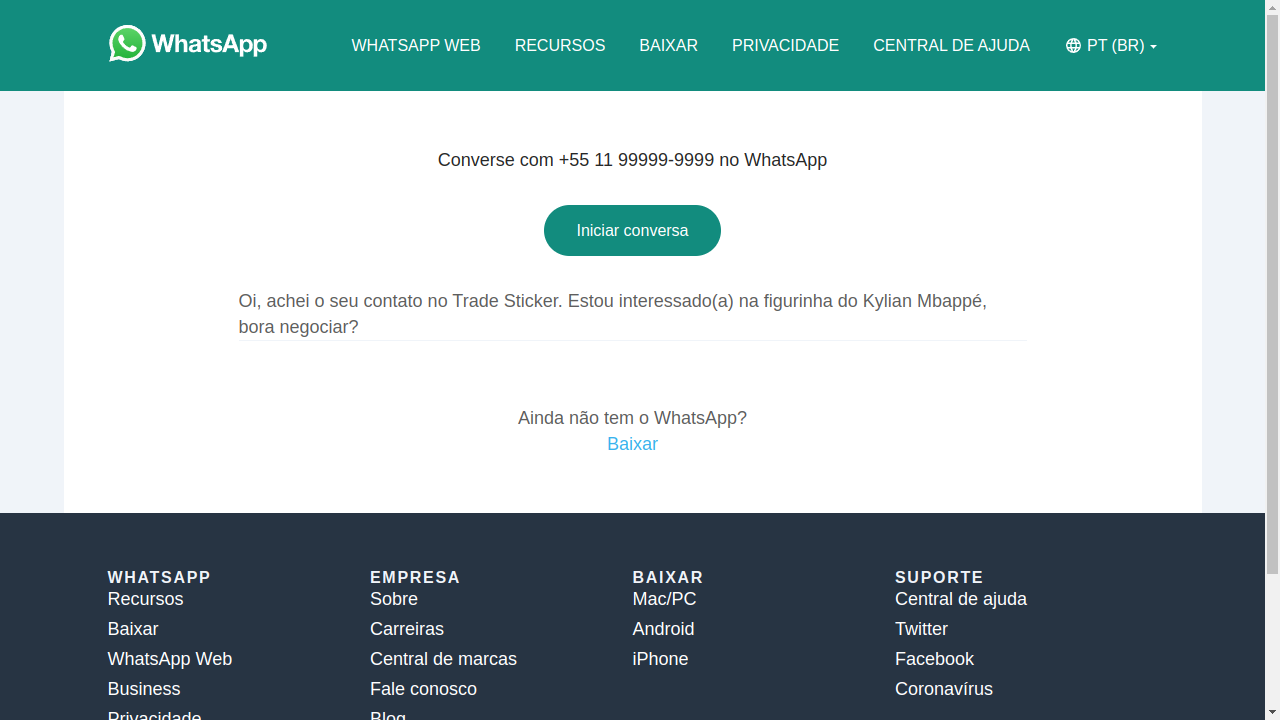 WhatsApp
WHATSAPP WEB
RECURSOS
BAIXAR
PRIVACIDADE
CENTRAL DE AJUDA
PT (BR)
Converse com +55 11 99999-9999 no WhatsApp
Iniciar conversa
Oi, achei o seu contato no Trade Sticker. Estou interessado(a) na figurinha do Kylian Mbappé,
bora negociar?
Ainda não tem o WhatsApp?
Baixar
WHATSAPP
Recursos
Baixar
WhatsApp Web
Business
Privacidade
EMPRESA
Sobre
Carreiras
Central de marcas
Fale conosco
Blog
BAIXAR
Mac/PC
Android
iPhone
SUPORTE
Central de ajuda
Twitter
Facebook
Coronavírus